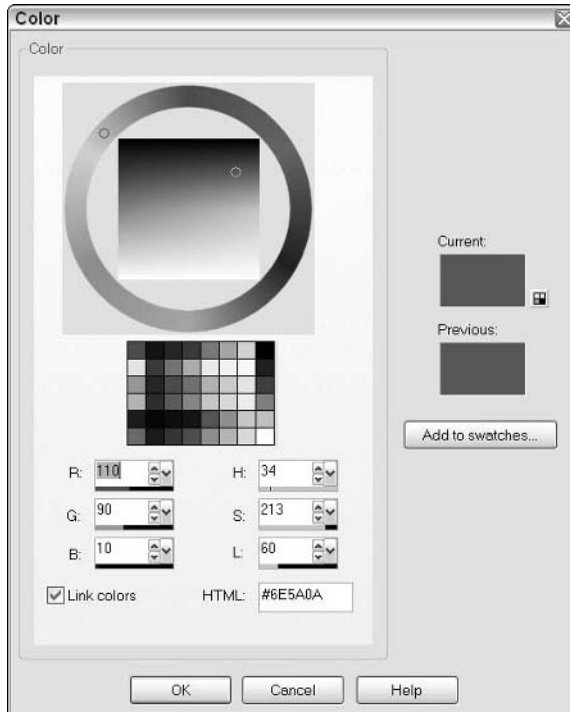 Color
Color
Current:
Previous:
Add to swatches...
R: 110 H: 34
G: 90 S: 213
B: 10 L: 60
Link colors HTML: #6E5A0A
OK Cancel Help